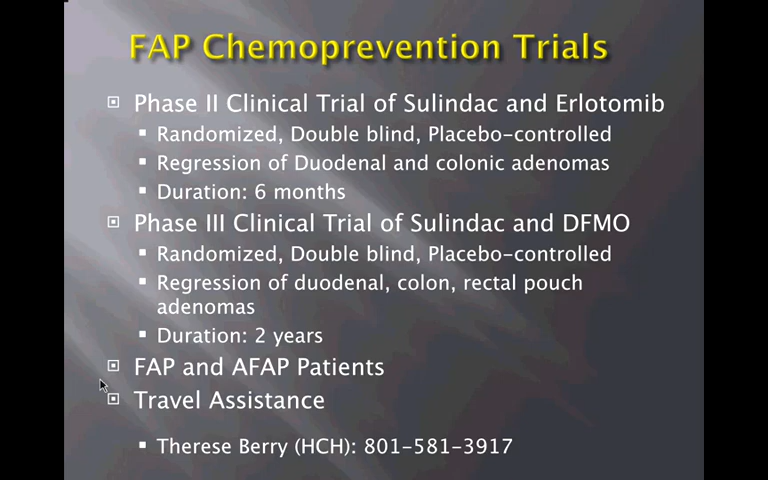 FAP Chemoprevention Trials
Phase II Clinical Trial of Sulindac and Erlotomib
Randomized, Double blind, Placebo-controlled
Regression of Duodenal and colonic adenomas
Duration: 6 months
Phase III Clinical Trial of Sulindac and DFMO
Randomized, Double blind, Placebo-controlled
Regression of duodenal, colon, rectal pouch
adenomas
Duration: 2 years
FAP and AFAP Patients
Travel Assistance
Therese Berry (HCH): 801-581-3917